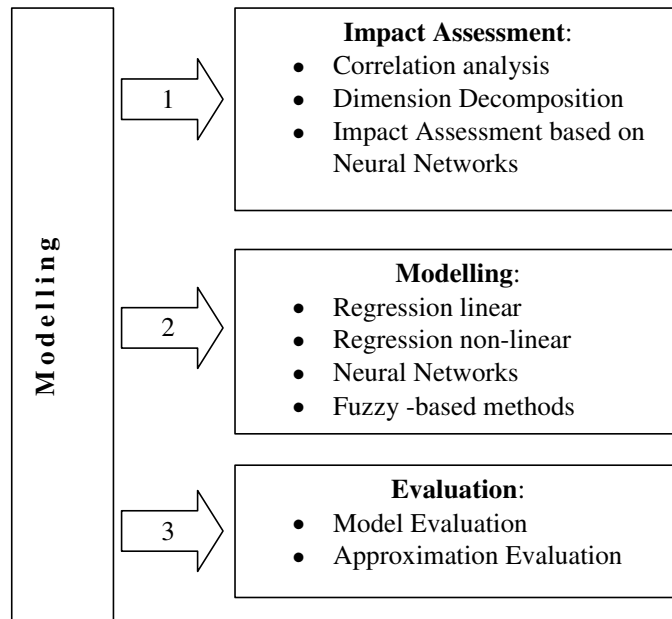 Modelling
1
Impact Assessment:
• Correlation analysis
• Dimension Decomposition
• Impact Assessment based on
Neural Networks
2
Modelling:
• Regression linear
• Regression non-linear
• Neural Networks
• Fuzzy -based methods
3
Evaluation:
• Model Evaluation
• Approximation Evaluation